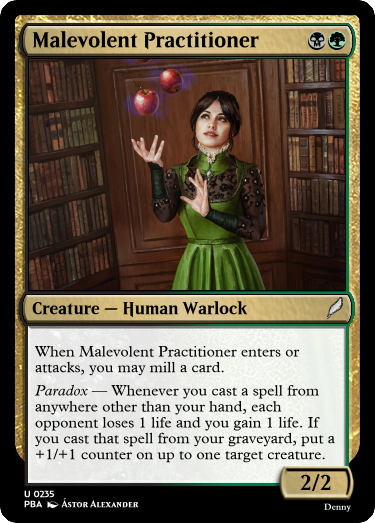 Malevolent Practitioner
Creature — Human Warlock
When Malevolent Practitioner enters or
attacks, you may mill a card.
Paradox — Whenever you cast a spell from
anywhere other than your hand, each
opponent loses 1 life and you gain 1 life. If
you cast that spell from your graveyard, put a
+1/+1 counter on up to one target creature.
2/2
U 0235
PBA Ástor Alexander
Denny